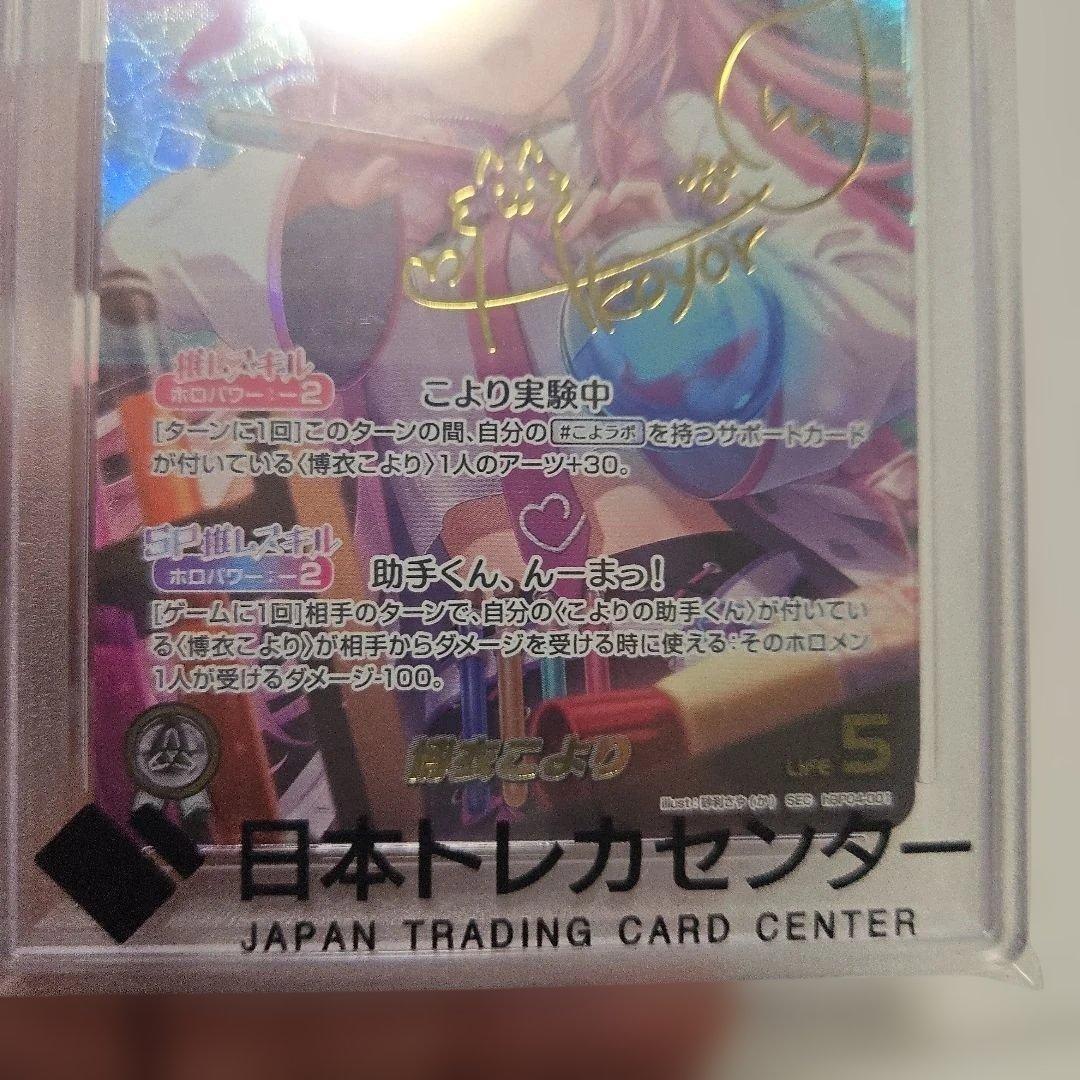 Koyori
推しスキル
ホロパワー：－2
こより実験中
[ターンに1回]このターンの間、自分の#こよラボを持つサポートカード
が付いている〈博衣こより〉1人のアーツ+30。
SP推しスキル
ホロパワー：－2
助手くん、んーまっ！
[ゲームに1回]相手のターンで、自分の〈こよりの助手くん〉が付いてい
る〈博衣こより〉が相手からダメージを受ける時に使える：そのホロメン
1人が受けるダメージ-100。
博衣こより
LIFE 5
illust: 砂利さや SEC hBP04-001
日本トレカセンター
JAPAN TRADING CARD CENTER